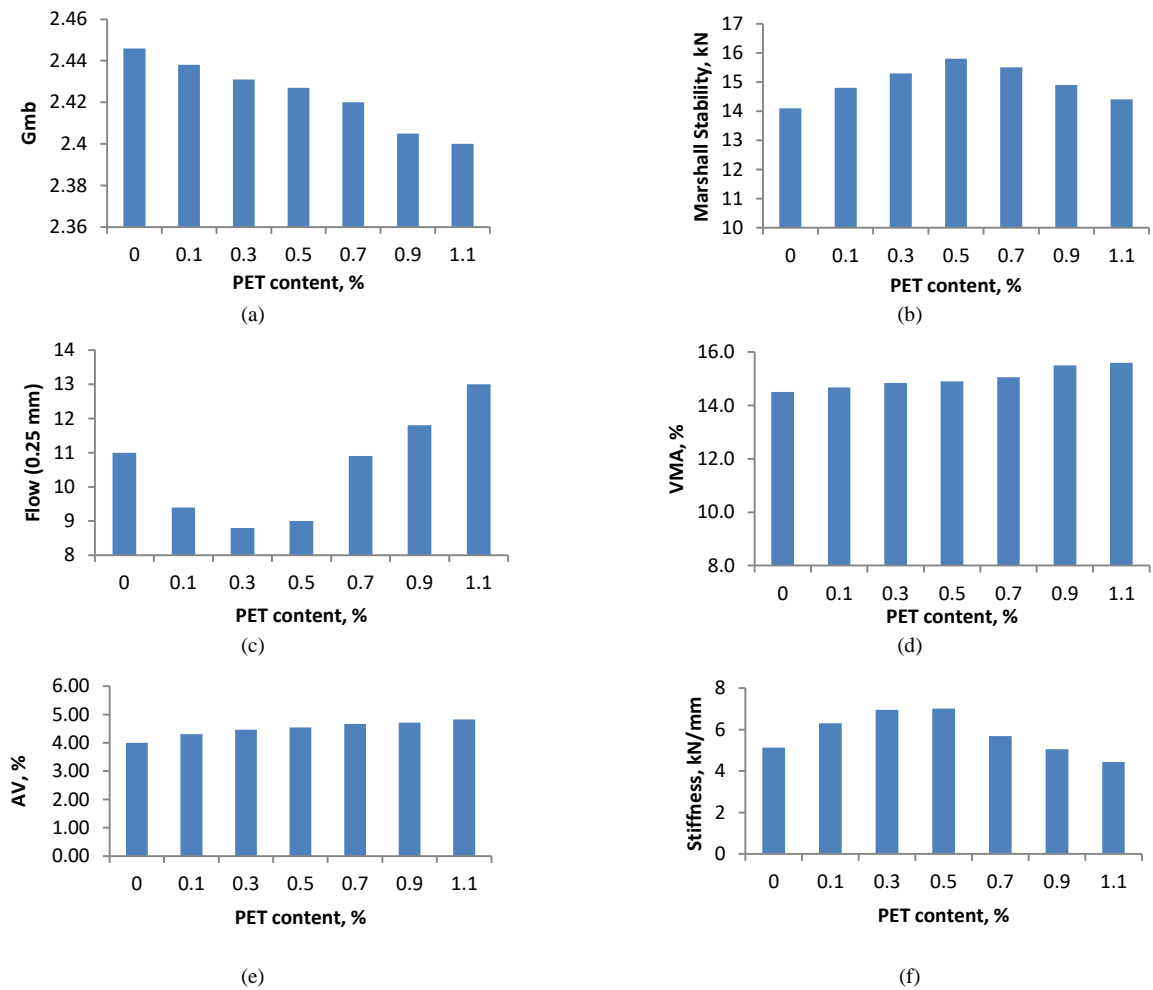 2.46
2.44
2.42
2.4
2.38
2.36
Gmb
0 0.1 0.3 0.5 0.7 0.9 1.1
PET content, %
(a)
17
16
15
14
13
12
11
10
Marshall Stability, kN
0 0.1 0.3 0.5 0.7 0.9 1.1
PET content, %
(b)
14
13
12
11
10
9
8
Flow (0.25 mm)
0 0.1 0.3 0.5 0.7 0.9 1.1
PET content, %
(c)
16.0
14.0
12.0
10.0
8.0
VMA, %
0 0.1 0.3 0.5 0.7 0.9 1.1
PET content, %
(d)
6.00
5.00
4.00
3.00
2.00
1.00
0.00
AV, %
0 0.1 0.3 0.5 0.7 0.9 1.1
PET content, %
(e)
8
6
4
2
0
Stiffness, kN/mm
0 0.1 0.3 0.5 0.7 0.9 1.1
PET content, %
(f)